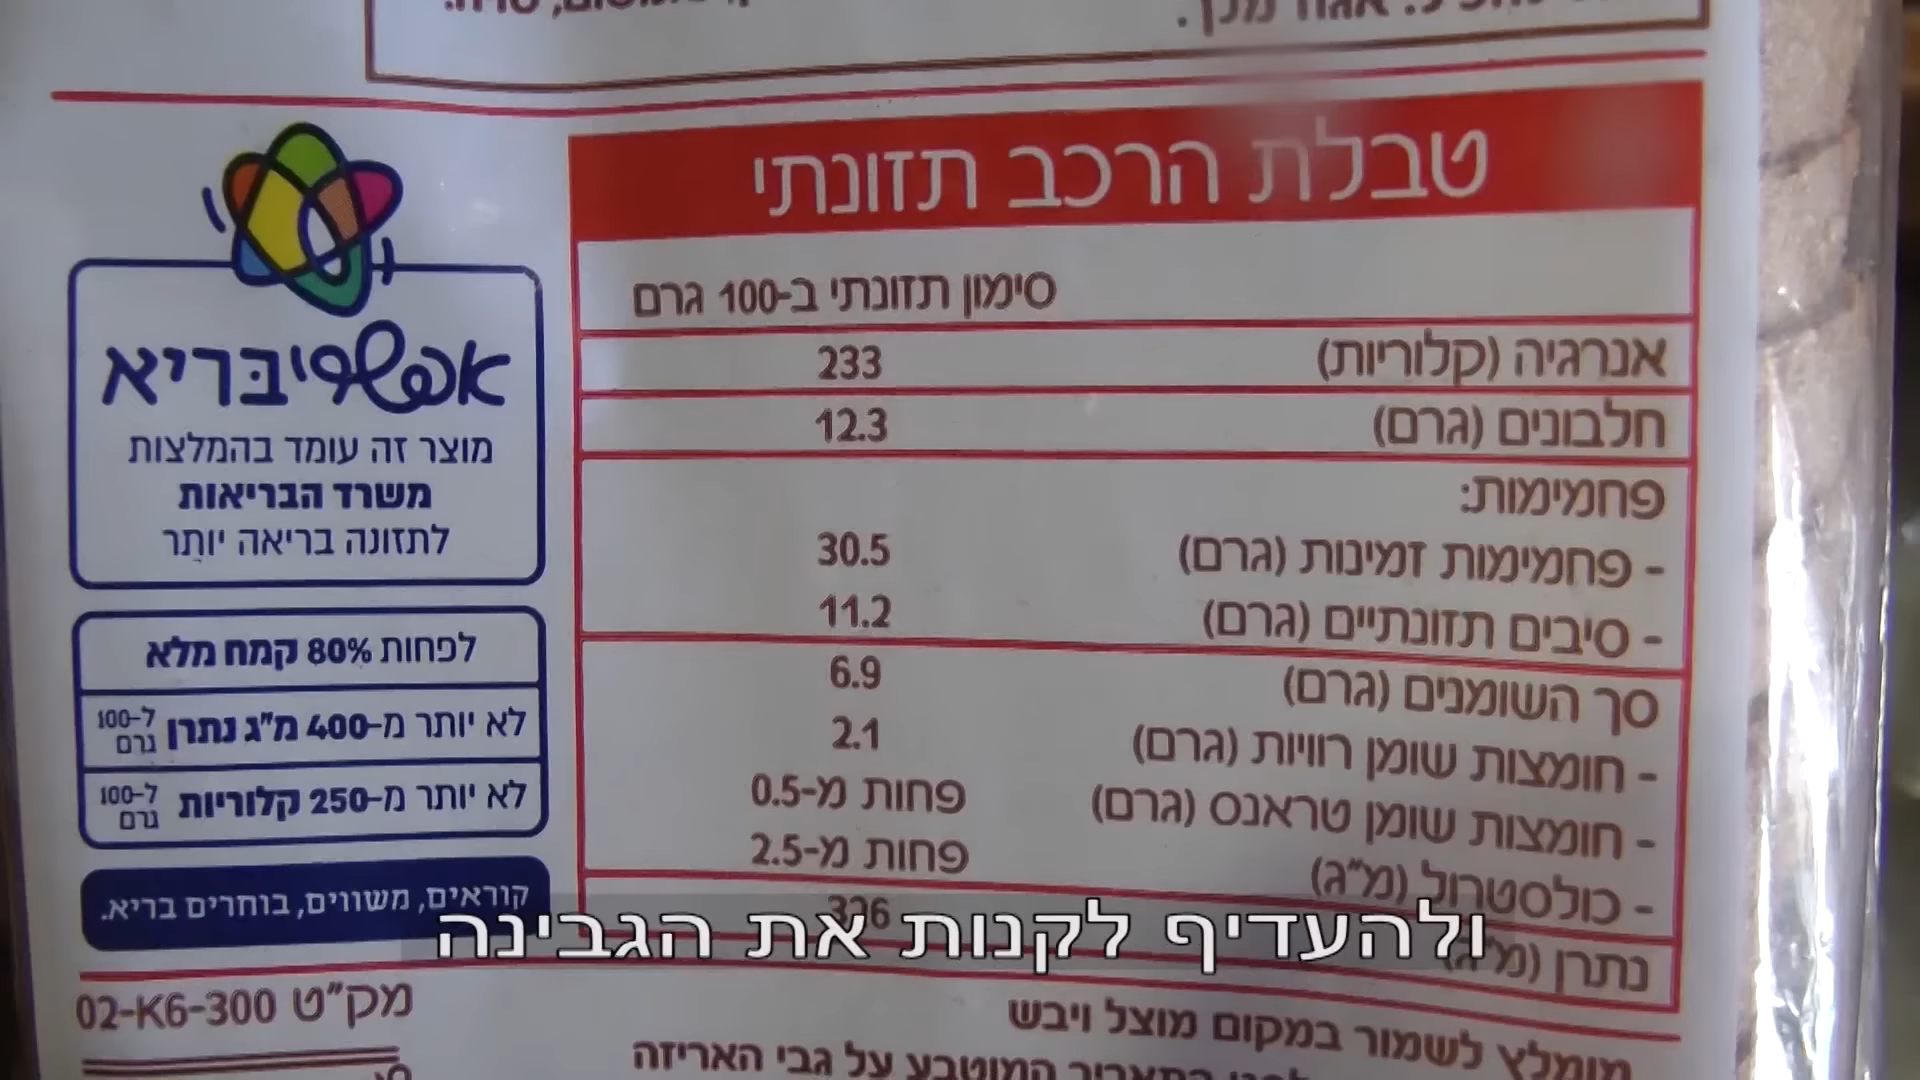 אגוז מלך.
טבלת הרכב תזונתי
סימון תזונתי ב-100 גרם
אנרגיה (קלוריות) 233
חלבונים (גרם) 12.3
פחמימות:
- פחמימות זמינות (גרם) 30.5
- סיבים תזונתיים (גרם) 11.2
סך השומנים (גרם) 6.9
- חומצות שומן רוויות (גרם) 2.1
- חומצות שומן טראנס (גרם) פחות מ-0.5
- כולסטרול (מ"ג) פחות מ-2.5
נתרן (מ"ג) 326
מומלץ לשמור במקום מוצל ויבש
המוטבע על גבי האריזה
אפשריבריא
מוצר זה עומד בהמלצות
משרד הבריאות
לתזונה בריאה יותר
לפחות 80% קמח מלא
לא יותר מ-400 מ"ג נתרן ל-100 גרם
לא יותר מ-250 קלוריות ל-100 גרם
קוראים, משווים, בוחרים בריא.
מק"ט 02-K6-300
ולהעדיף לקנות את הגבינה